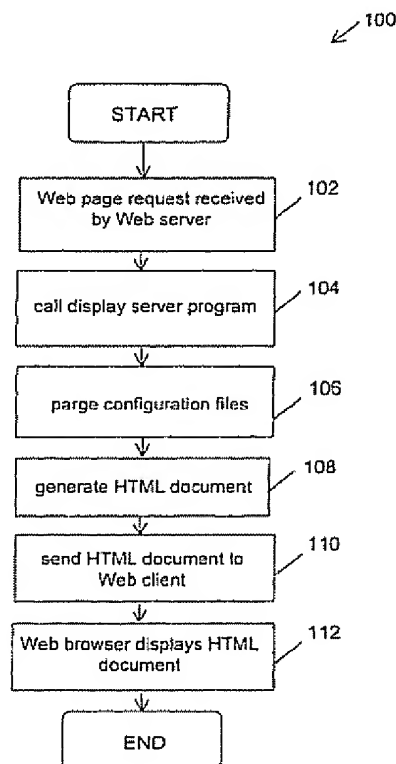 100
START
Web page request received
by Web server
102
call display server program
104
parge configuration files
106
generate HTML document
108
send HTML document to
Web client
110
Web browser displays HTML
document
112
END